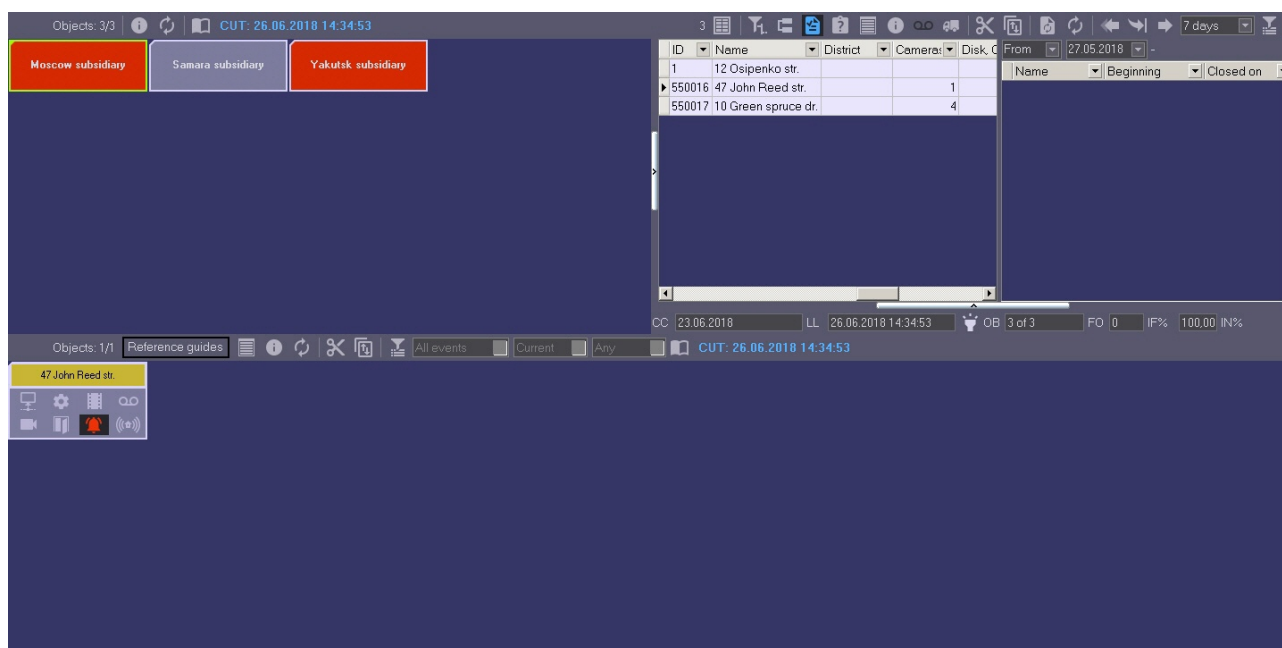 Objects: 3/3 CUT: 26.06.2018 14:34:53
3 7 days
Moscow subsidiary Samara subsidiary Yakutsk subsidiary
ID Name District Cameras Disk,
1 12 Osipenko str.
550016 47 John Reed str. 1
550017 10 Green spruce dr. 4
From 27.05.2018 -
Name Beginning Closed on
CC 23.06.2018 LL 26.06.2018 14:34:53 OB 3 of 3 FO 0 IF% 100,00 IN%
Objects: 1/1 Reference guides All events Current Any CUT: 26.06.2018 14:34:53
47 John Reed str.